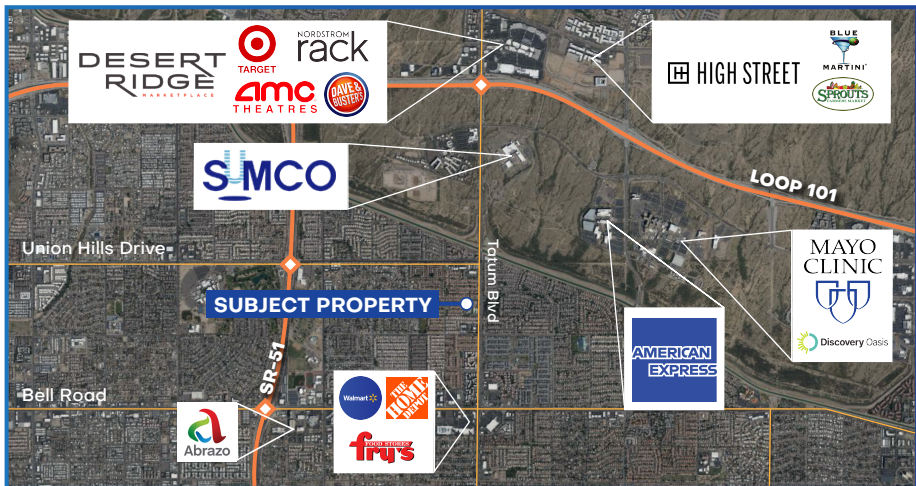 DESERT
RIDGE
MARKETPLACE
TARGET
NORDSTROM
rack
amc
THEATRES
DAVE &
BUSTER'S
HIGH STREET
BLUE
MARTINI
SPROUTS
FARMERS MARKET
SUMCO
LOOP 101
Union Hills Drive
Totum Blvd
MAYO
CLINIC
Discovery Oasis
SUBJECT PROPERTY
AMERICAN
EXPRESS
SR-51
Bell Road
Walmart
THE
HOME
DEPOT
FOOD STORES
fry's
Abrazo